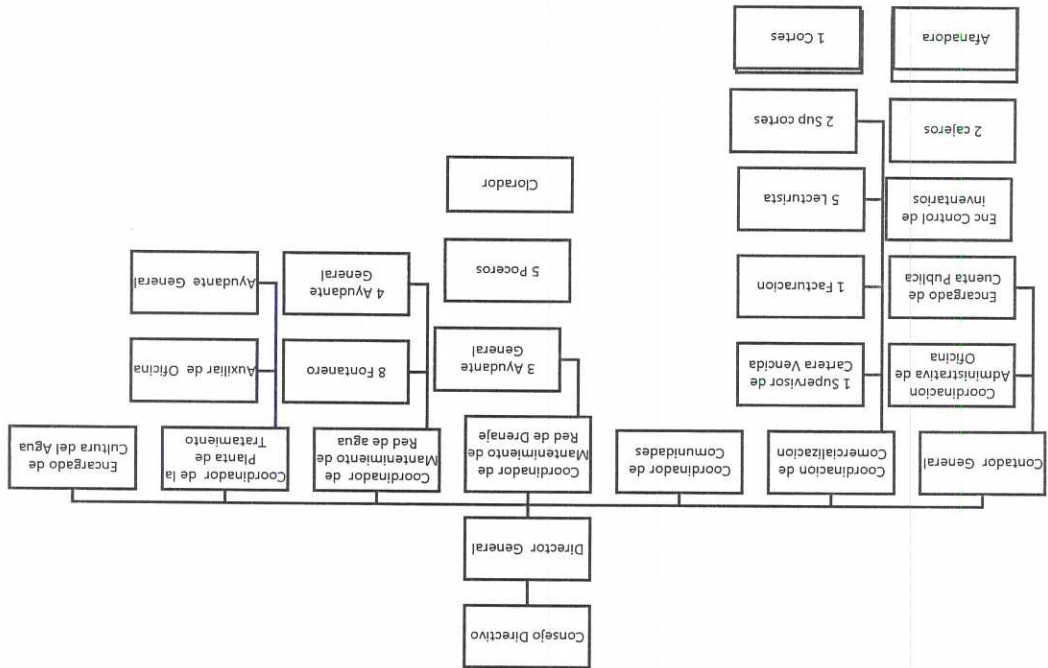 Consejo Directivo
Director General
Contador General
Coordinacion de
Comercializacion
Coordinador de
Comunidades
Coordinador de
Mantenimiento de
Red de Drenaje
Coordinador de
Mantenimiento de
Red de agua
Coordinador de la
Planta de
Tratamiento
Encargado de
Cultura del Agua
Coordinacion
Administrativa de
Oficina
Encargado de
Cuenta Publica
Enc Control de
inventarios
2 cajeros
Afanadora
1 Supervisor de
Cartera Vencida
1 Facturacion
5 Lecturista
2 Sup cortes
1 Cortes
3 Ayudante
General
5 Poceros
Clorador
8 Fontanero
4 Ayudante
General
Auxiliar de Oficina
Ayudante General